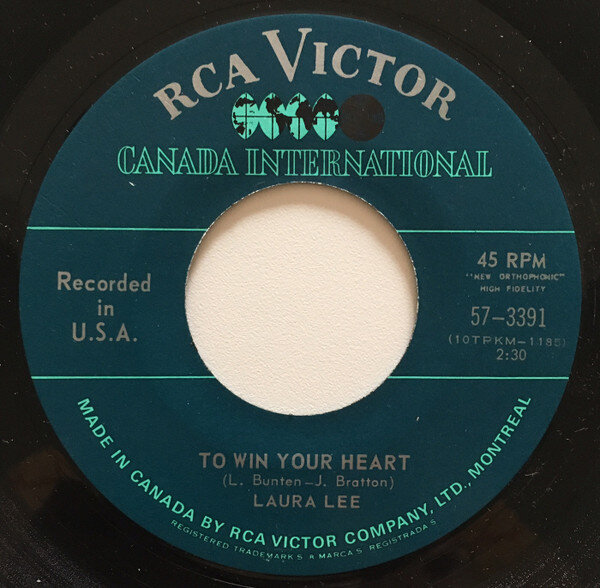 RCA VICTOR
CANADA INTERNATIONAL
Recorded
in
U.S.A.
45 RPM
"NEW ORTHOPHONIC"
HIGH FIDELITY
57-3391
(10TPKM-1185)
2:30
TO WIN YOUR HEART
(L. Bunten-J. Bratton)
LAURA LEE
MADE IN CANADA BY RCA VICTOR COMPANY, LTD., MONTREAL
REGISTERED TRADEMARKS & MARCAS REGISTRADAS